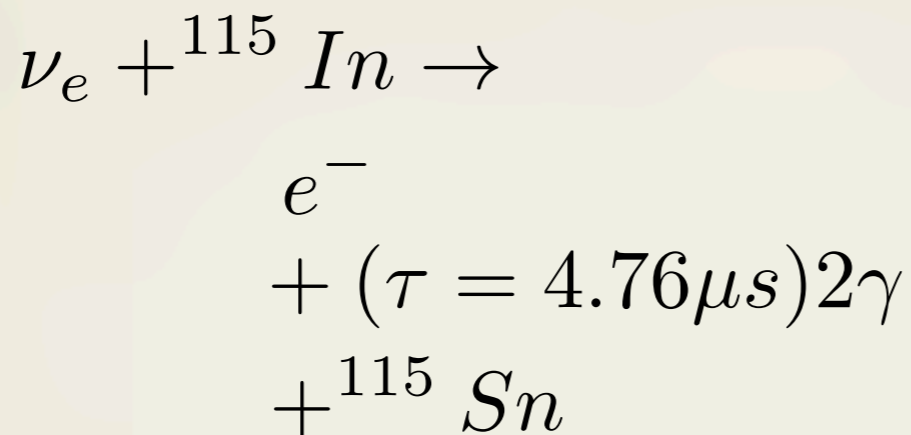 ν_e +^115 In →
e^−
+ (τ = 4.76μs)2γ
+^115 Sn